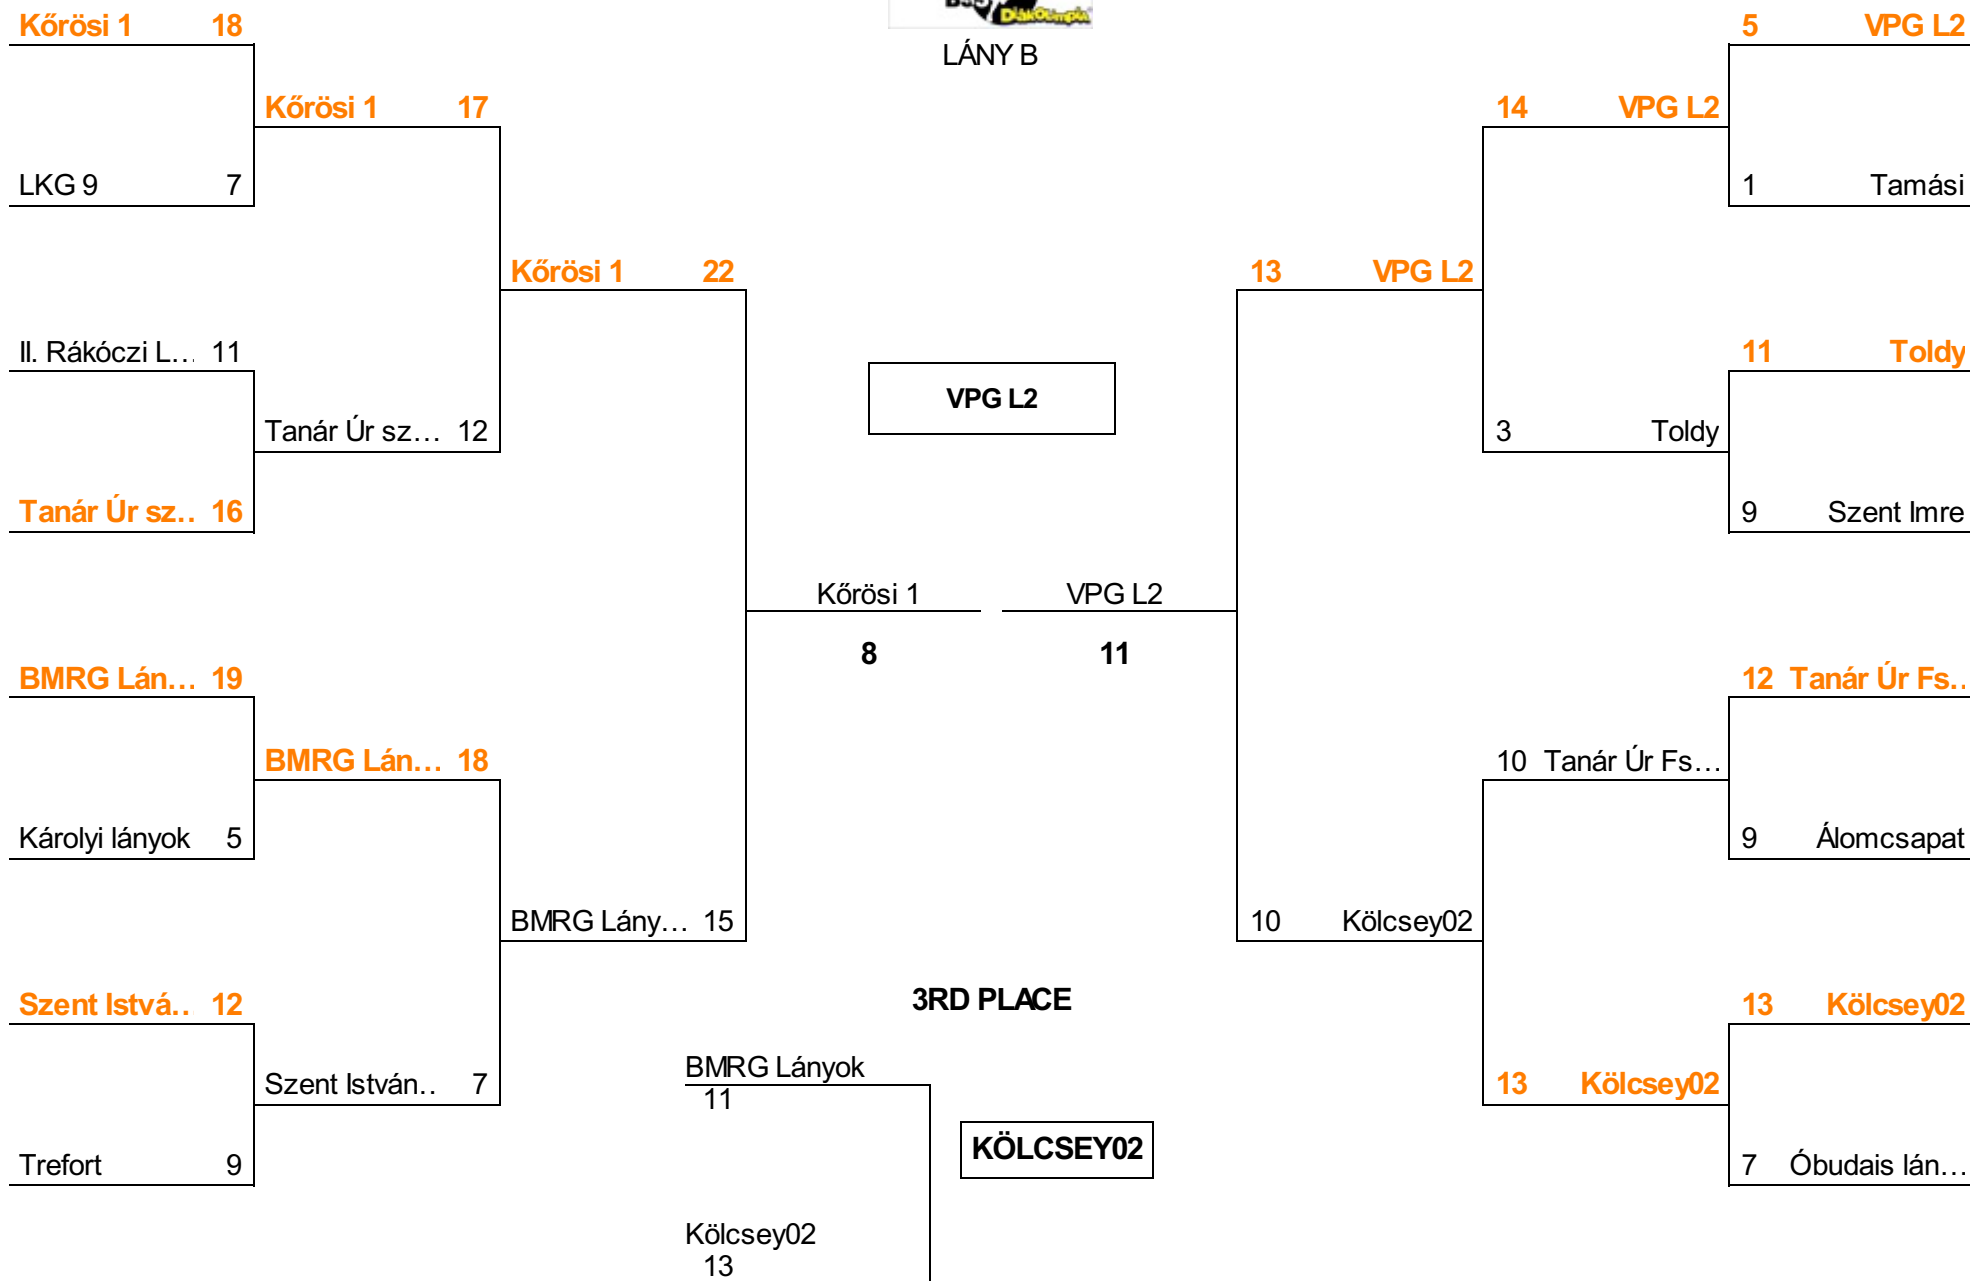 DiákOlimpia
LÁNY B
Kőrösi 1 18
5 VPG L2
Kőrösi 1 17
14 VPG L2
LKG 9 7
1 Tamási
Kőrösi 1 22
13 VPG L2
II. Rákóczi L… 11
11 Toldy
VPG L2
Tanár Úr sz… 12
3 Toldy
Tanár Úr sz.. 16
9 Szent Imre
Kőrösi 1
VPG L2
8
11
BMRG Lán… 19
12 Tanár Úr Fs..
BMRG Lán… 18
10 Tanár Úr Fs…
Károlyi lányok 5
9 Álomcsapat
BMRG Lány… 15
10 Kölcsey02
3RD PLACE
Szent Istvá.. 12
13 Kölcsey02
BMRG Lányok
Szent István.. 7
13 Kölcsey02
11
KÖLCSEY02
Trefort 9
7 Óbudais lán…
Kölcsey02
13